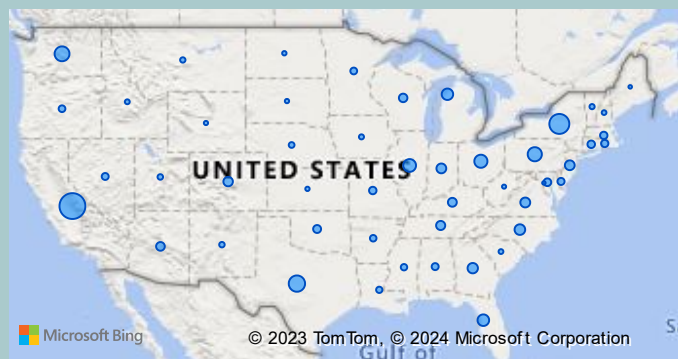 UNITED STATES
Microsoft Bing
© 2023 TomTom, © 2024 Microsoft Corporation
Gulf of
S